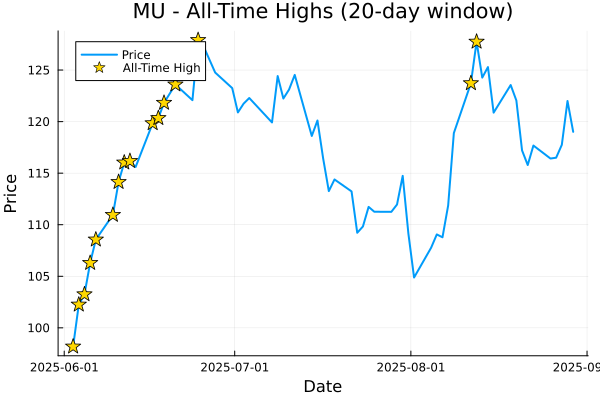 MU - All-Time Highs (20-day window)
Price
All-Time High
125
120
115
110
105
100
Price
2025-06-01
2025-07-01
2025-08-01
2025-09
Date